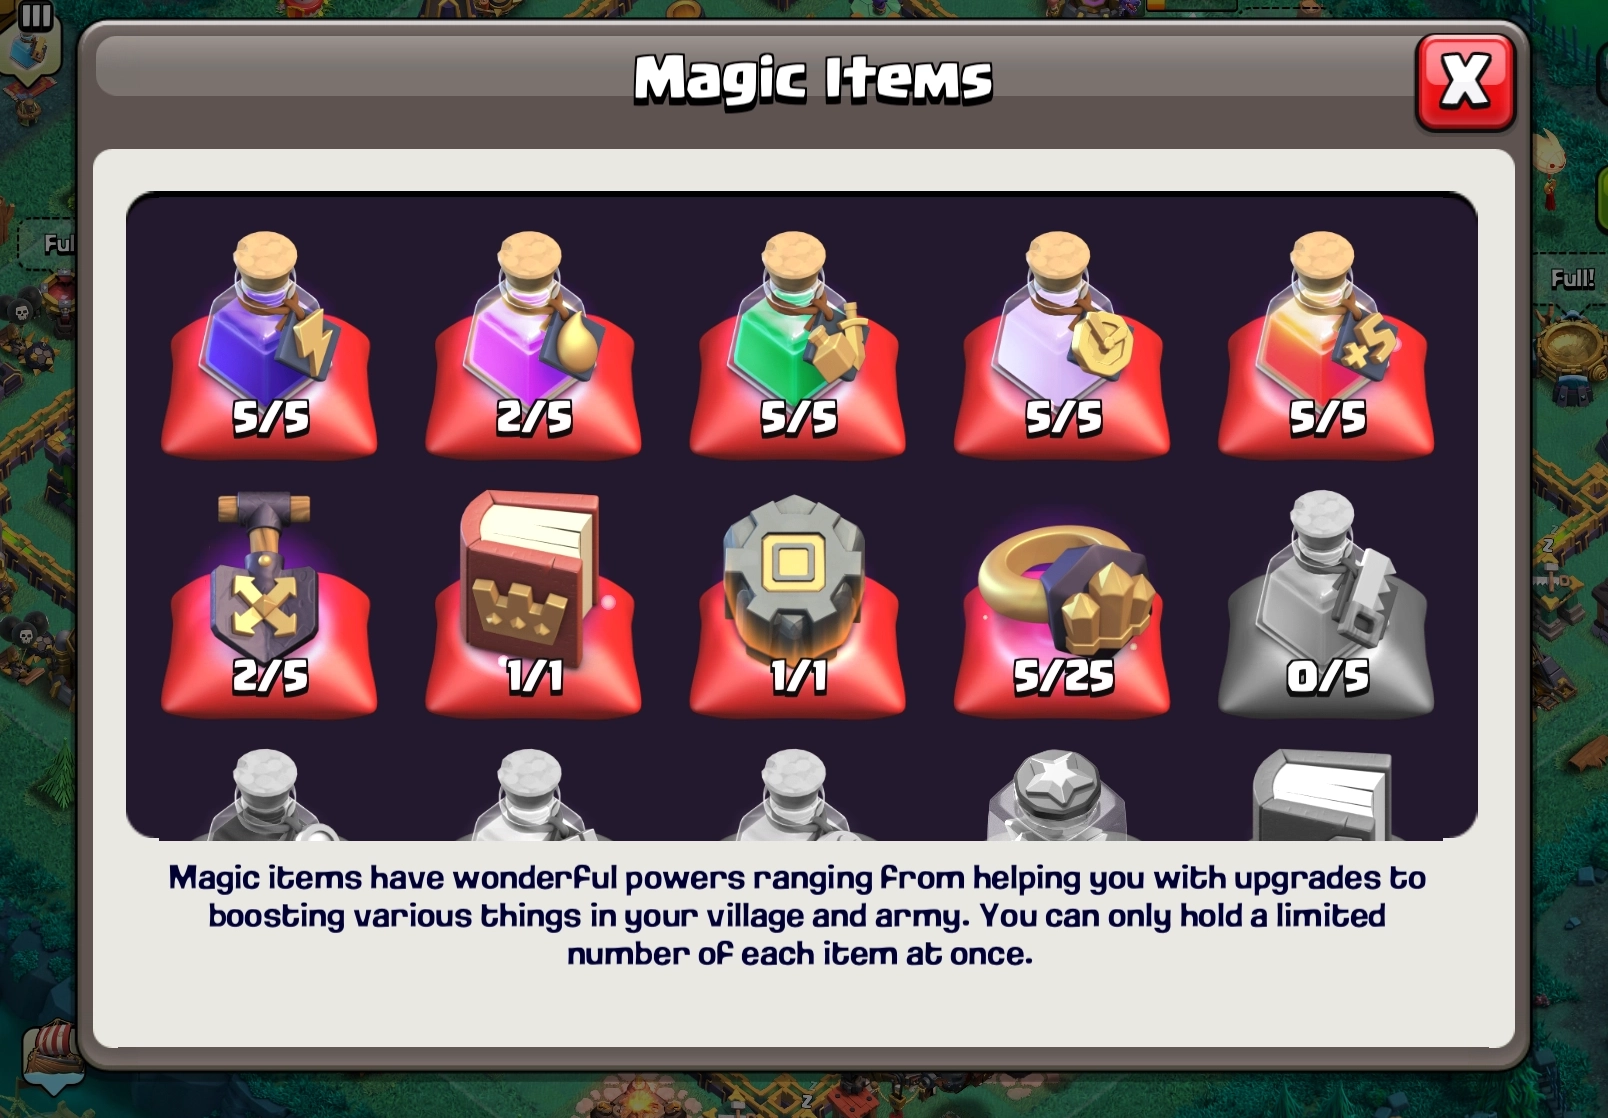 Magic Items
X
Ful
Full!
5/5
2/5
5/5
5/5
+5
5/5
2/5
1/1
1/1
5/25
0/5
z
z
Magic items have wonderful powers ranging from helping you with upgrades to
boosting various things in your village and army. You can only hold a limited
number of each item at once.
z